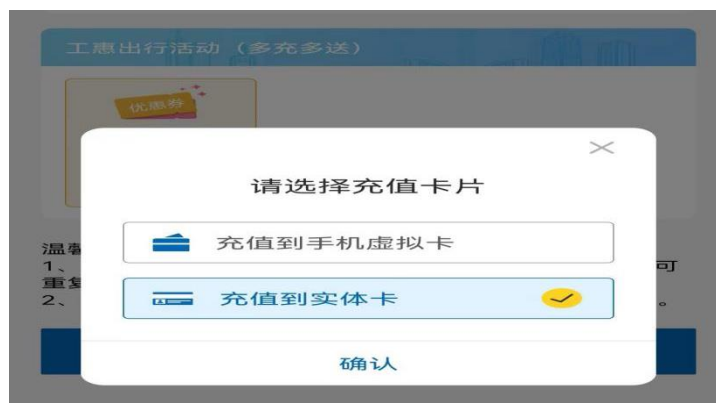 工惠出行活动（多充多送）
优惠券
请选择充值卡片
充值到手机虚拟卡
充值到实体卡
确认
温馨
1、
可
重复
2、
。